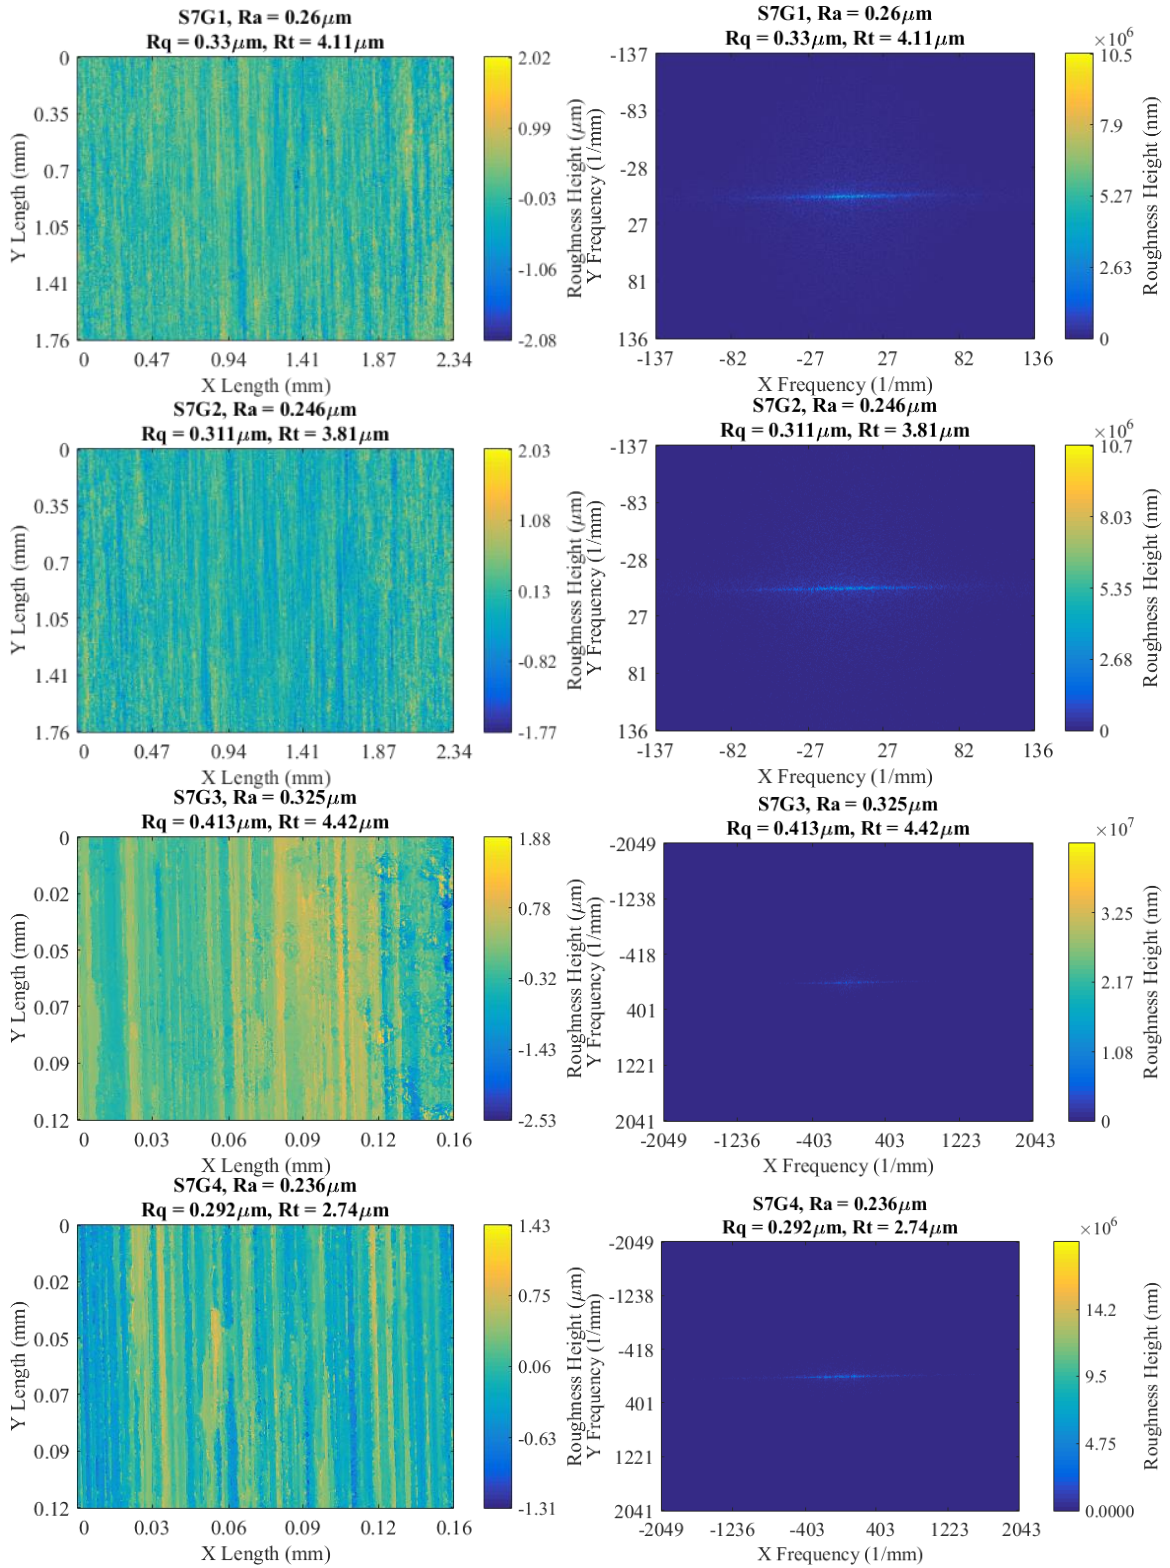 S7G1, Ra = 0.26μm
Rq = 0.33μm, Rt = 4.11μm
0
0.35
0.7
1.05
1.41
1.76
Y Length (mm)
0 0.47 0.94 1.41 1.87 2.34
X Length (mm)
2.02
0.99
-0.03
-1.06
-2.08
Roughness Height (μm)
S7G1, Ra = 0.26μm
Rq = 0.33μm, Rt = 4.11μm
-137
-83
-28
27
81
136
Y Frequency (1/mm)
-137 -82 -27 27 82 136
X Frequency (1/mm)
×10⁶
10.5
7.9
5.27
2.63
0
Roughness Height (nm)
S7G2, Ra = 0.246μm
Rq = 0.311μm, Rt = 3.81μm
0
0.35
0.7
1.05
1.41
1.76
Y Length (mm)
0 0.47 0.94 1.41 1.87 2.34
X Length (mm)
2.03
1.08
0.13
-0.82
-1.77
Roughness Height (μm)
S7G2, Ra = 0.246μm
Rq = 0.311μm, Rt = 3.81μm
-137
-83
-28
27
81
136
Y Frequency (1/mm)
-137 -82 -27 27 82 136
X Frequency (1/mm)
×10⁶
10.7
8.03
5.35
2.68
0
Roughness Height (nm)
S7G3, Ra = 0.325μm
Rq = 0.413μm, Rt = 4.42μm
0
0.02
0.05
0.07
0.09
0.12
Y Length (mm)
0 0.03 0.06 0.09 0.12 0.16
X Length (mm)
1.88
0.78
-0.32
-1.43
-2.53
Roughness Height (μm)
S7G3, Ra = 0.325μm
Rq = 0.413μm, Rt = 4.42μm
-2049
-1238
-418
401
1221
2041
Y Frequency (1/mm)
-2049 -1236 -403 403 1223 2043
X Frequency (1/mm)
×10⁷
3.25
2.17
1.08
0
Roughness Height (nm)
S7G4, Ra = 0.236μm
Rq = 0.292μm, Rt = 2.74μm
0
0.02
0.05
0.07
0.09
0.12
Y Length (mm)
0 0.03 0.06 0.09 0.12 0.16
X Length (mm)
1.43
0.75
0.06
-0.63
-1.31
Roughness Height (μm)
S7G4, Ra = 0.236μm
Rq = 0.292μm, Rt = 2.74μm
-2049
-1238
-418
401
1221
2041
Y Frequency (1/mm)
-2049 -1236 -403 403 1223 2043
X Frequency (1/mm)
×10⁶
14.2
9.5
4.75
0.0000
Roughness Height (nm)